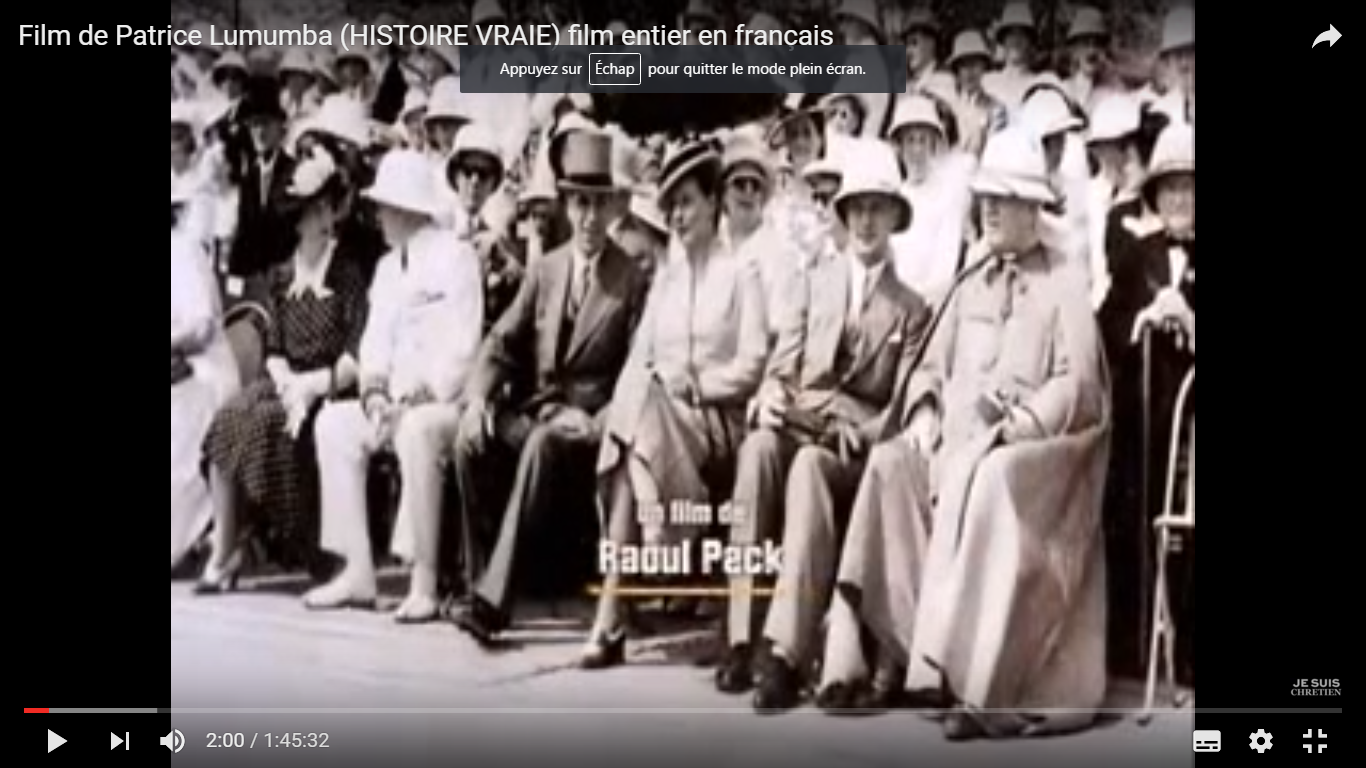 Film de Patrice Lumumba (HISTOIRE VRAIE) film entier en français
Appuyez sur Échap pour quitter le mode plein écran.
un film de
Raoul Peck
JE SUIS
CHRETIEN
2:00 / 1:45:32